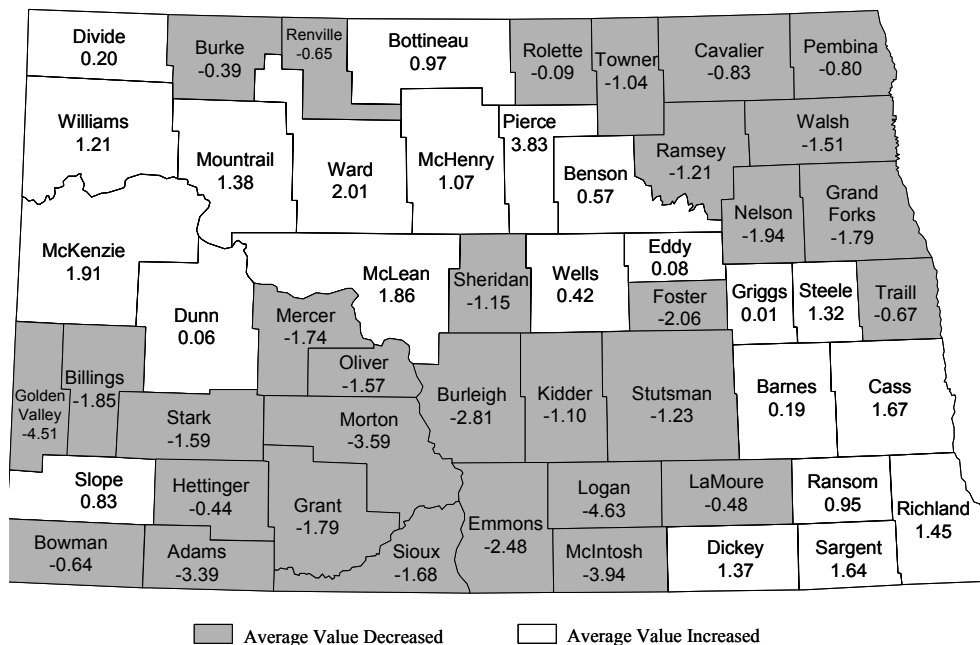 Divide
0.20
Burke
-0.39
Renville
-0.65
Bottineau
0.97
Rolette
-0.09
Towner
-1.04
Cavalier
-0.83
Pembina
-0.80
Williams
1.21
Mountrail
1.38
Ward
2.01
McHenry
1.07
Pierce
3.83
Benson
0.57
Ramsey
-1.21
Walsh
-1.51
Nelson
-1.94
Grand
Forks
-1.79
McKenzie
1.91
Dunn
0.06
McLean
1.86
Mercer
-1.74
Oliver
-1.57
Sheridan
-1.15
Wells
0.42
Eddy
0.08
Foster
-2.06
Griggs
0.01
Steele
1.32
Traill
-0.67
Golden
Valley
-4.51
Billings
-1.85
Stark
-1.59
Morton
-3.59
Burleigh
-2.81
Kidder
-1.10
Stutsman
-1.23
Barnes
0.19
Cass
1.67
Slope
0.83
Hettinger
-0.44
Grant
-1.79
Emmons
-2.48
Logan
-4.63
LaMoure
-0.48
Ransom
0.95
Richland
1.45
Bowman
-0.64
Adams
-3.39
Sioux
-1.68
McIntosh
-3.94
Dickey
1.37
Sargent
1.64
Average Value Decreased
Average Value Increased